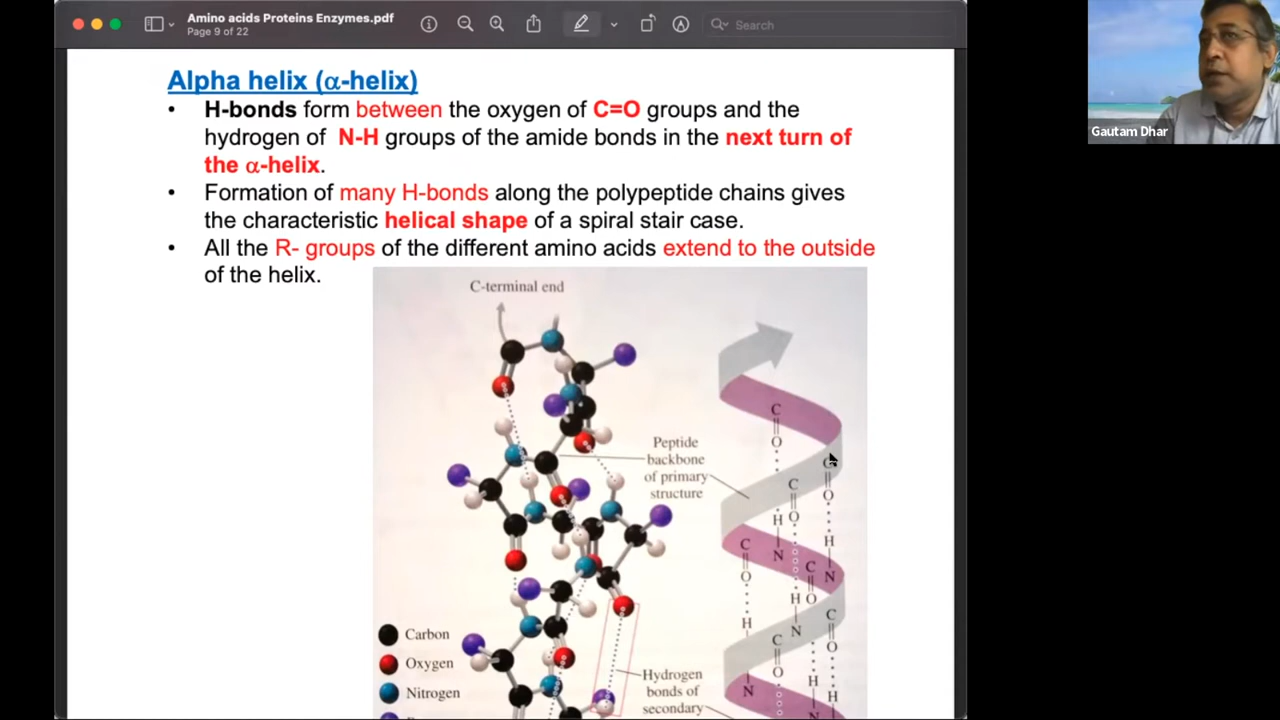 Amino acids Proteins Enzymes.pdf
Page 9 of 22
Search
Gautam Dhar
Alpha helix (α-helix)
• H-bonds form between the oxygen of C=O groups and the
hydrogen of N-H groups of the amide bonds in the next turn of
the α-helix.
• Formation of many H-bonds along the polypeptide chains gives
the characteristic helical shape of a spiral stair case.
• All the R- groups of the different amino acids extend to the outside
of the helix.
C-terminal end
Peptide
backbone
of primary
structure
Carbon
Oxygen
Nitrogen
Hydrogen
bonds of
secondary
C
O
H
N
C
O
H
N
C
O
H
N
C
O
H
N
C
O
H
N
C
O
H
C
O
H
N